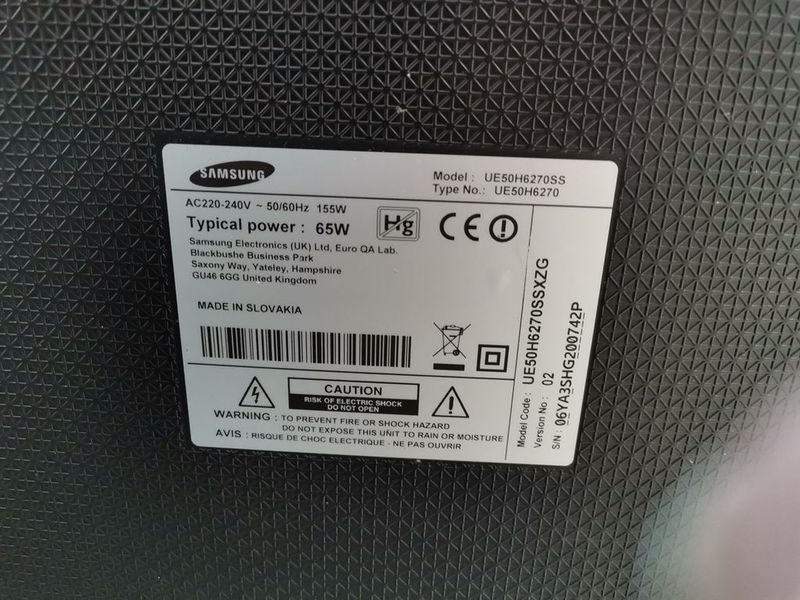 SAMSUNG
Model : UE50H6270SS
Type No.: UE50H6270
AC220-240V ~ 50/60Hz 155W
Typical power : 65W
Hg
CE
Samsung Electronics (UK) Ltd, Euro QA Lab.
Blackbushe Business Park
Saxony Way, Yateley, Hampshire
GU46 6GG United Kingdom
MADE IN SLOVAKIA
CAUTION
RISK OF ELECTRIC SHOCK
DO NOT OPEN
WARNING : TO PREVENT FIRE OR SHOCK HAZARD
DO NOT EXPOSE THIS UNIT TO RAIN OR MOISTURE
AVIS : RISQUE DE CHOC ELECTRIQUE - NE PAS OUVRIR
Model Code : UE50H6270SSXZG
Version No : 02
S/N : 06YA3SHG200742P